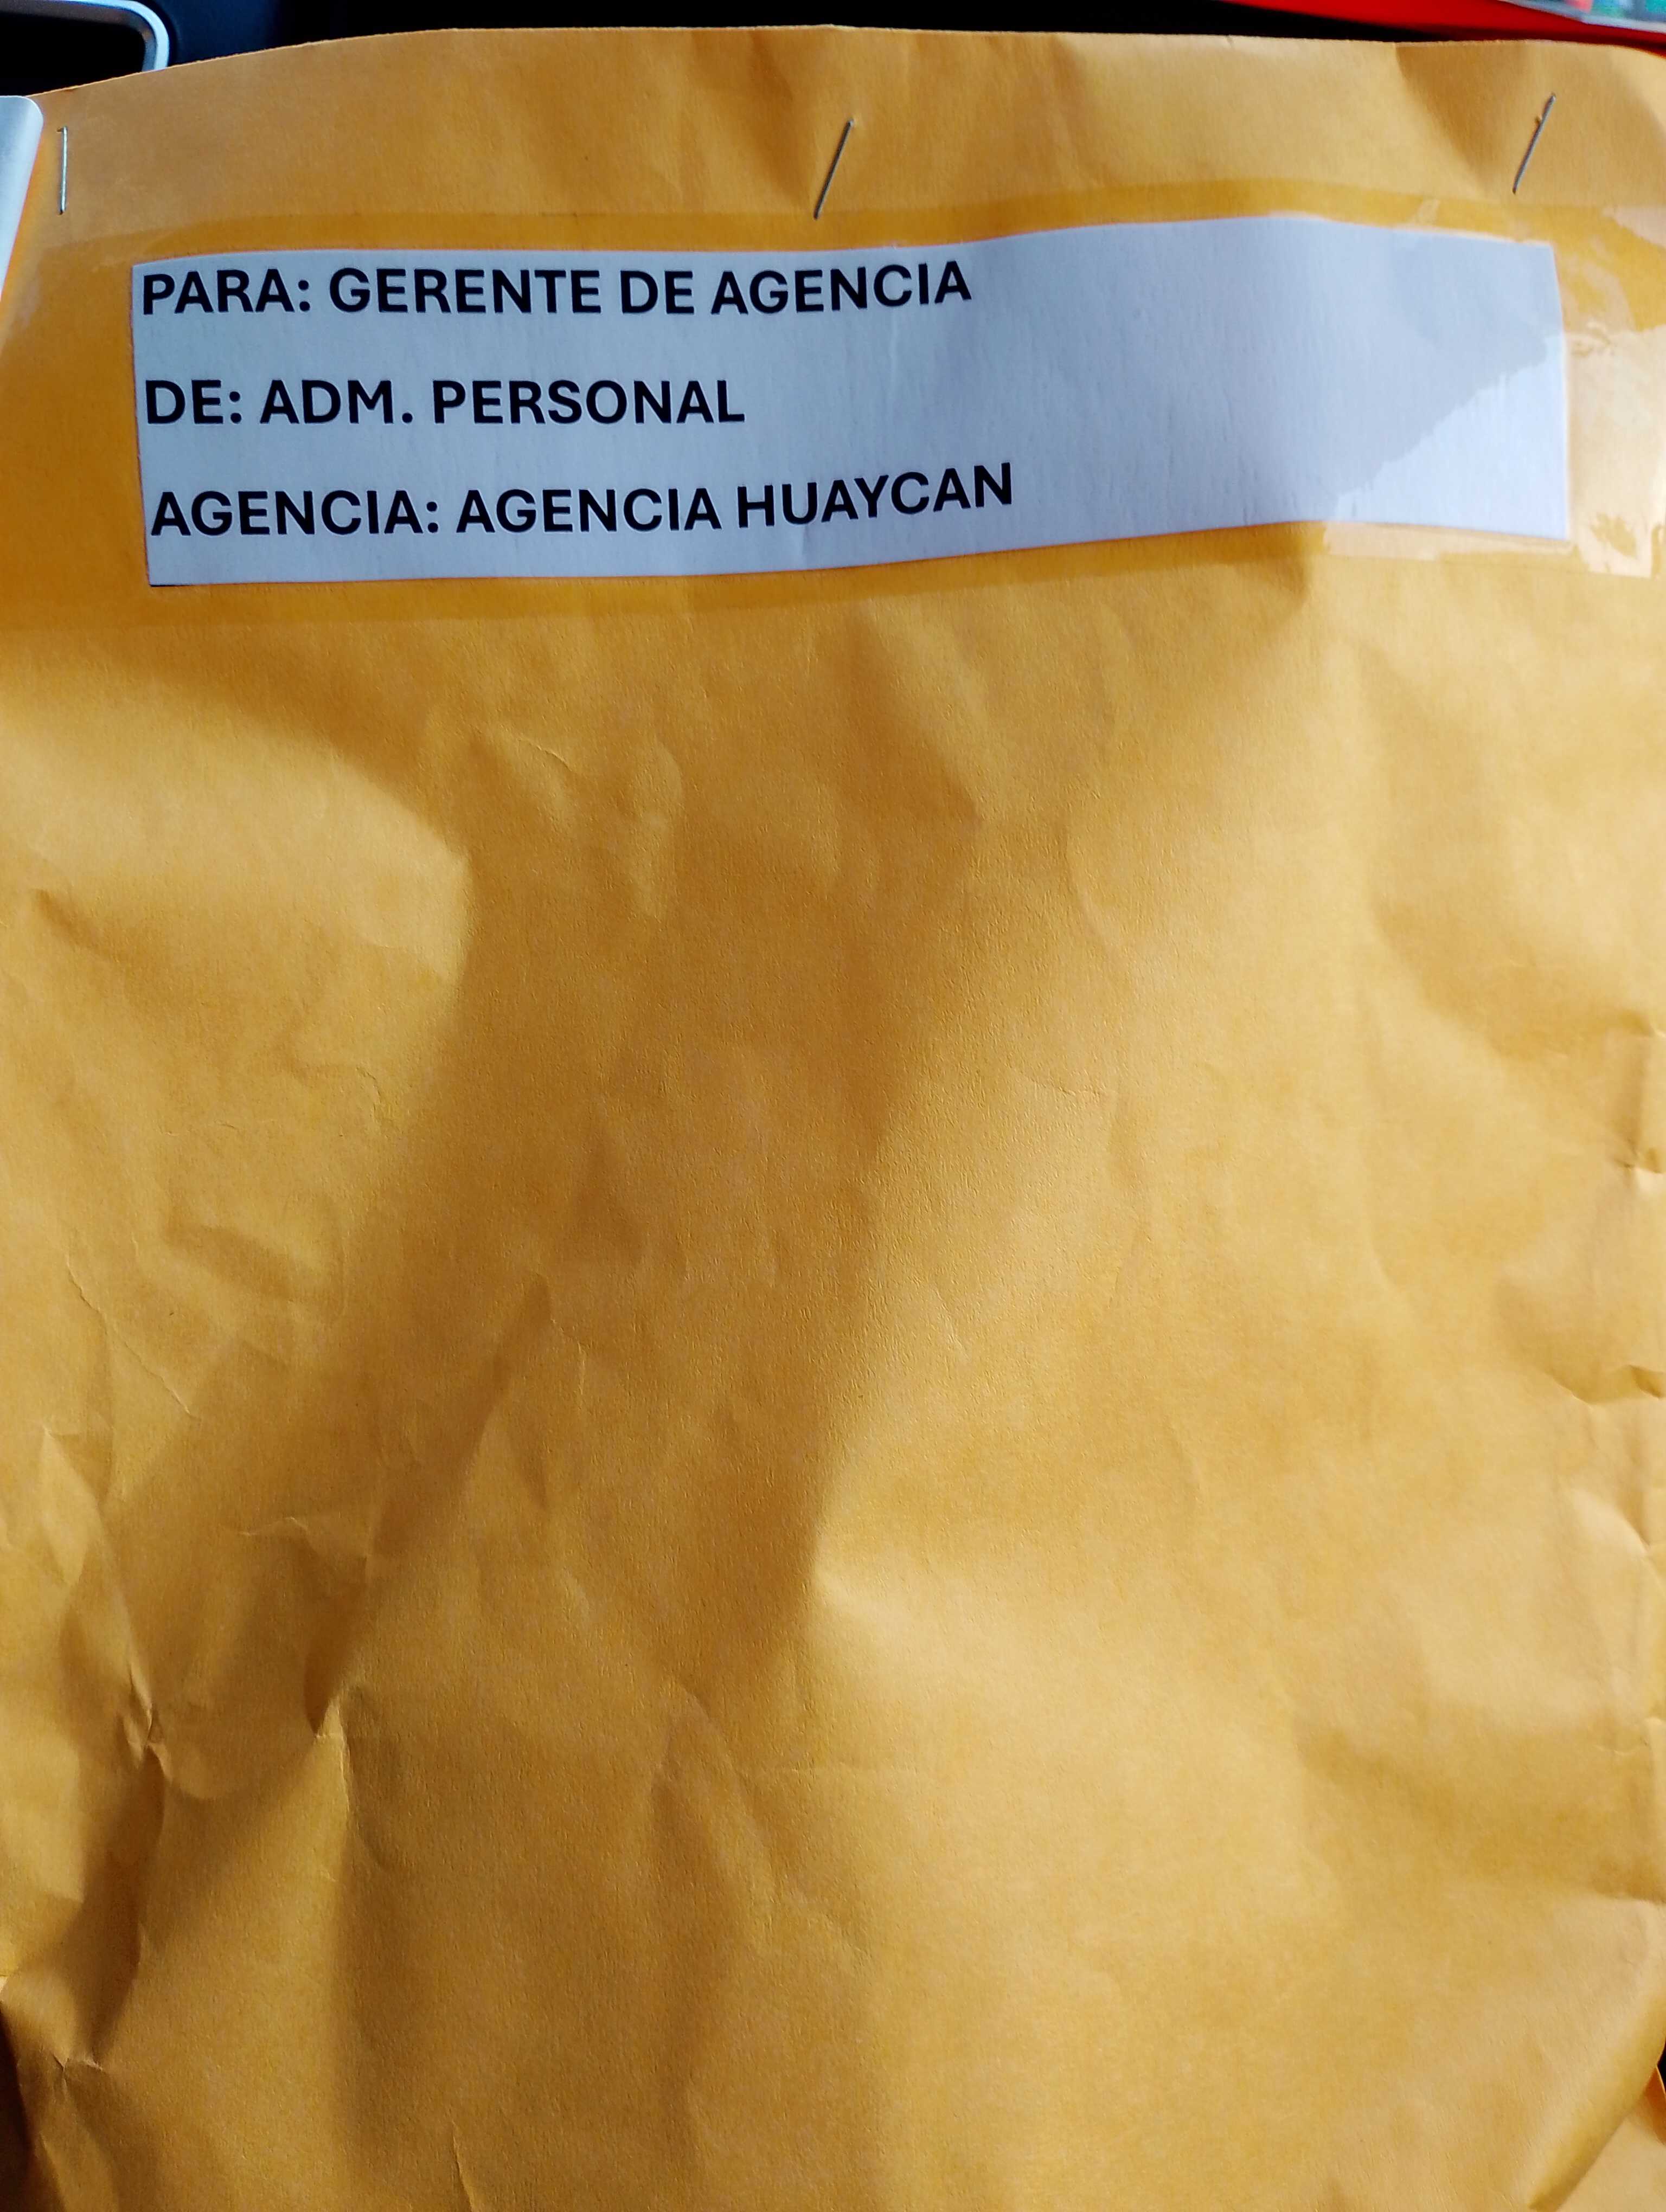 PARA: GERENTE DE AGENCIA
DE: ADM. PERSONAL
AGENCIA: AGENCIA HUAYCAN